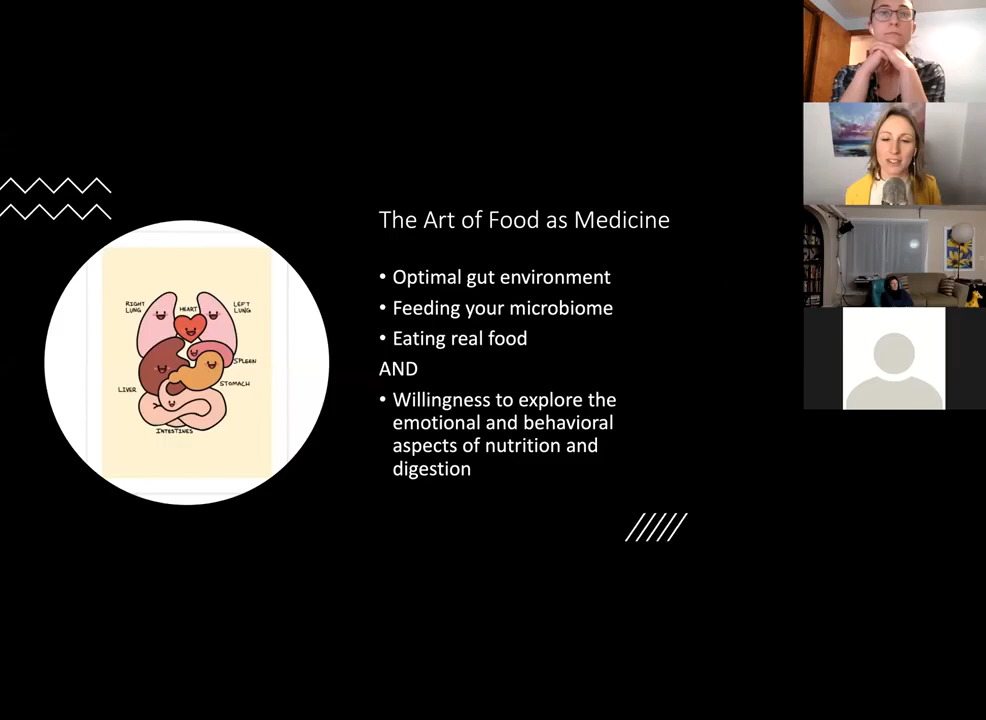 The Art of Food as Medicine
• Optimal gut environment
• Feeding your microbiome
• Eating real food
AND
• Willingness to explore the
emotional and behavioral
aspects of nutrition and
digestion
RIGHT
LUNG
HEART
LEFT
LUNG
SPLEEN
LIVER
STOMACH
INTESTINES